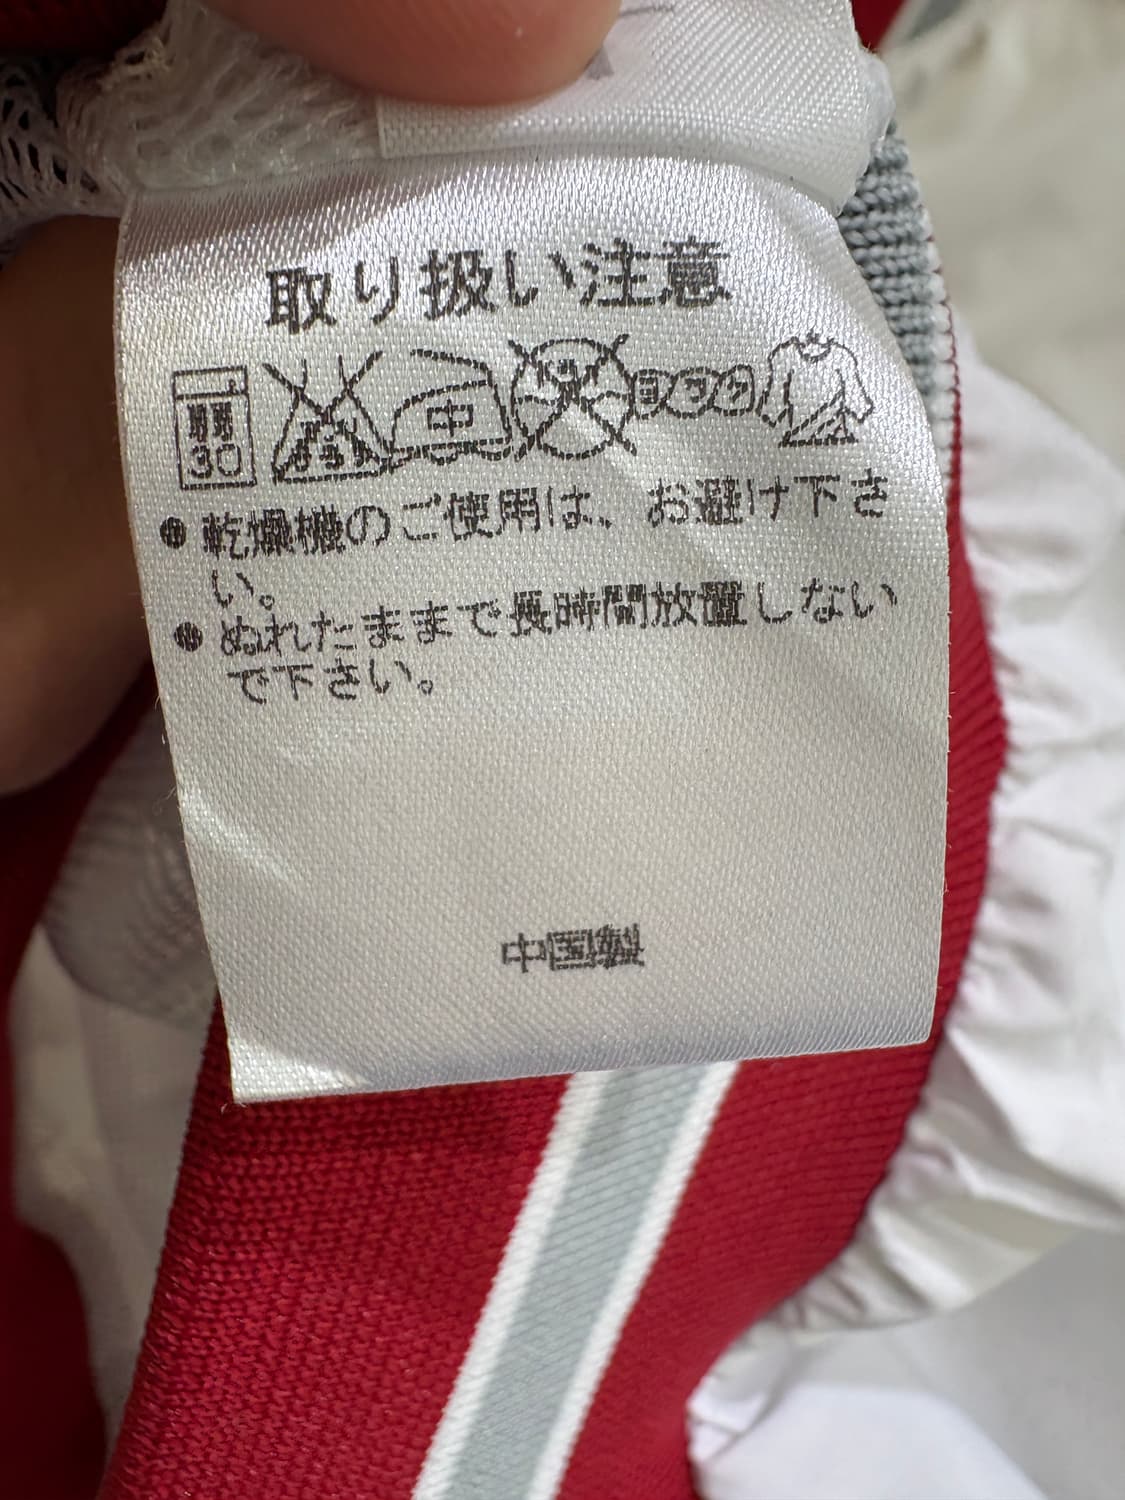 取り扱い注意
30 中
● 乾燥機のご使用は、お避け下さ
い。
● ぬれたままで長時間放置しない
で下さい。
中国製